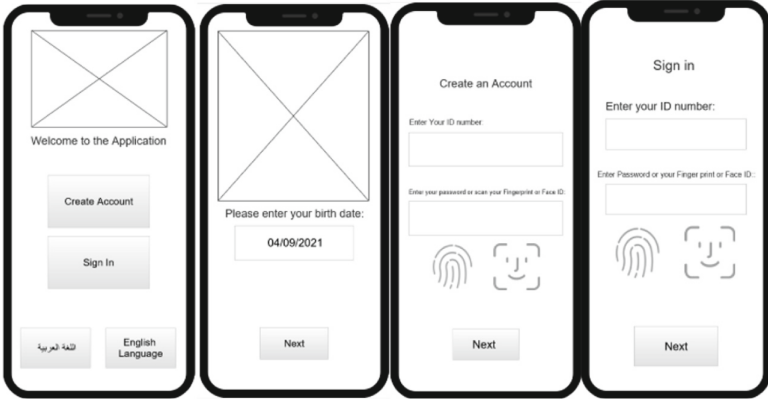 Welcome to the Application
Create Account
Sign In
اللغة العربية
English
Language
Please enter your birth date:
04/09/2021
Next
Create an Account
Enter Your ID number:
Enter your password or scan your Fingerprint or Face ID:
Next
Sign in
Enter your ID number:
Enter Password or your Finger print or Face ID:
Next